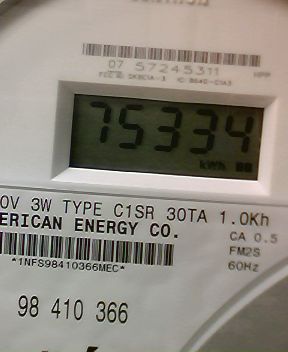 07 57245311
75334
kWh
0V 3W TYPE C1SR 30TA 1.0Kh
ERICAN ENERGY CO.
CA 0.5
FM2S
60Hz
*1NFS98410366MEC*
98 410 366